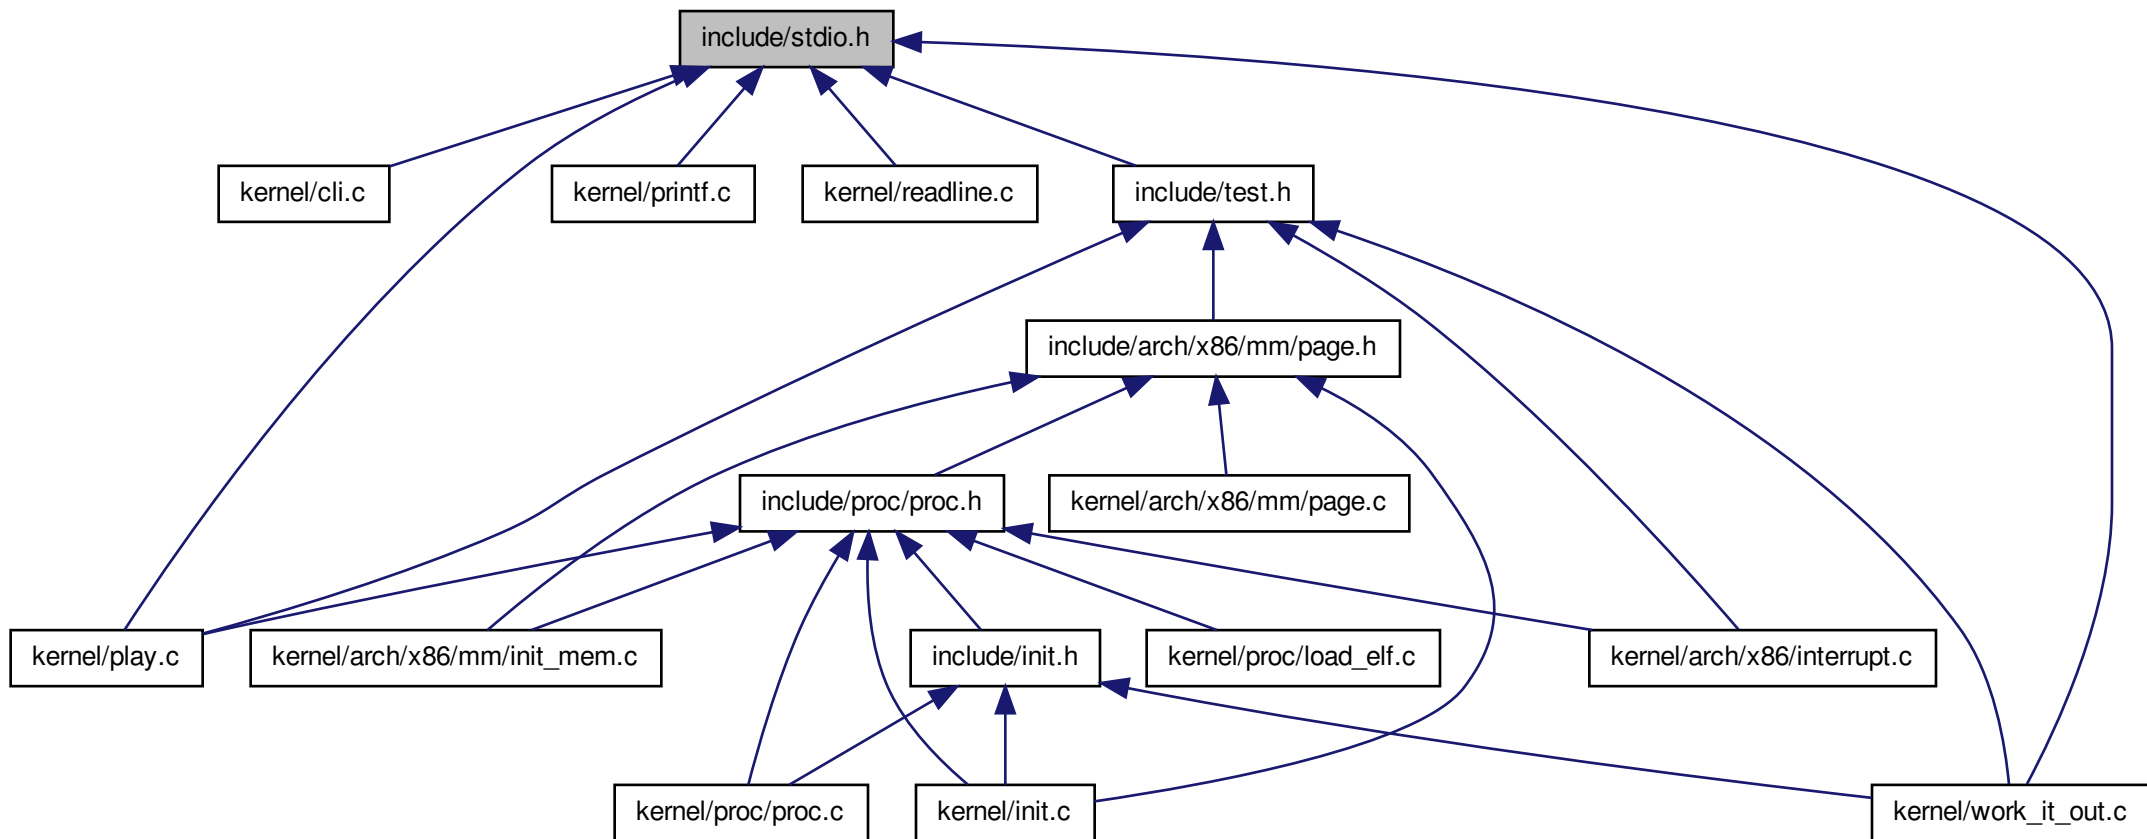 include/stdio.h
kernel/cli.c
kernel/printf.c
kernel/readline.c
include/test.h
include/arch/x86/mm/page.h
include/proc/proc.h
kernel/arch/x86/mm/page.c
kernel/play.c
kernel/arch/x86/mm/init_mem.c
include/init.h
kernel/proc/load_elf.c
kernel/arch/x86/interrupt.c
kernel/proc/proc.c
kernel/init.c
kernel/work_it_out.c